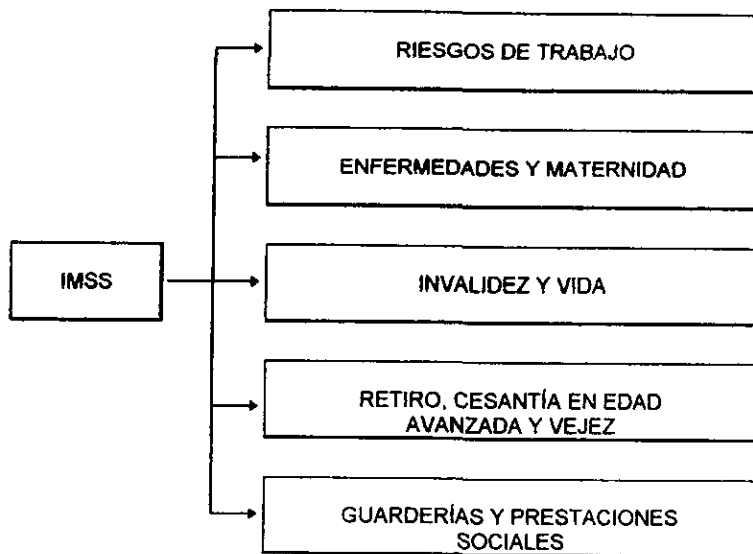 RIESGOS DE TRABAJO
ENFERMEDADES Y MATERNIDAD
IMSS
INVALIDEZ Y VIDA
RETIRO, CESANTÍA EN EDAD
AVANZADA Y VEJEZ
GUARDERÍAS Y PRESTACIONES
SOCIALES